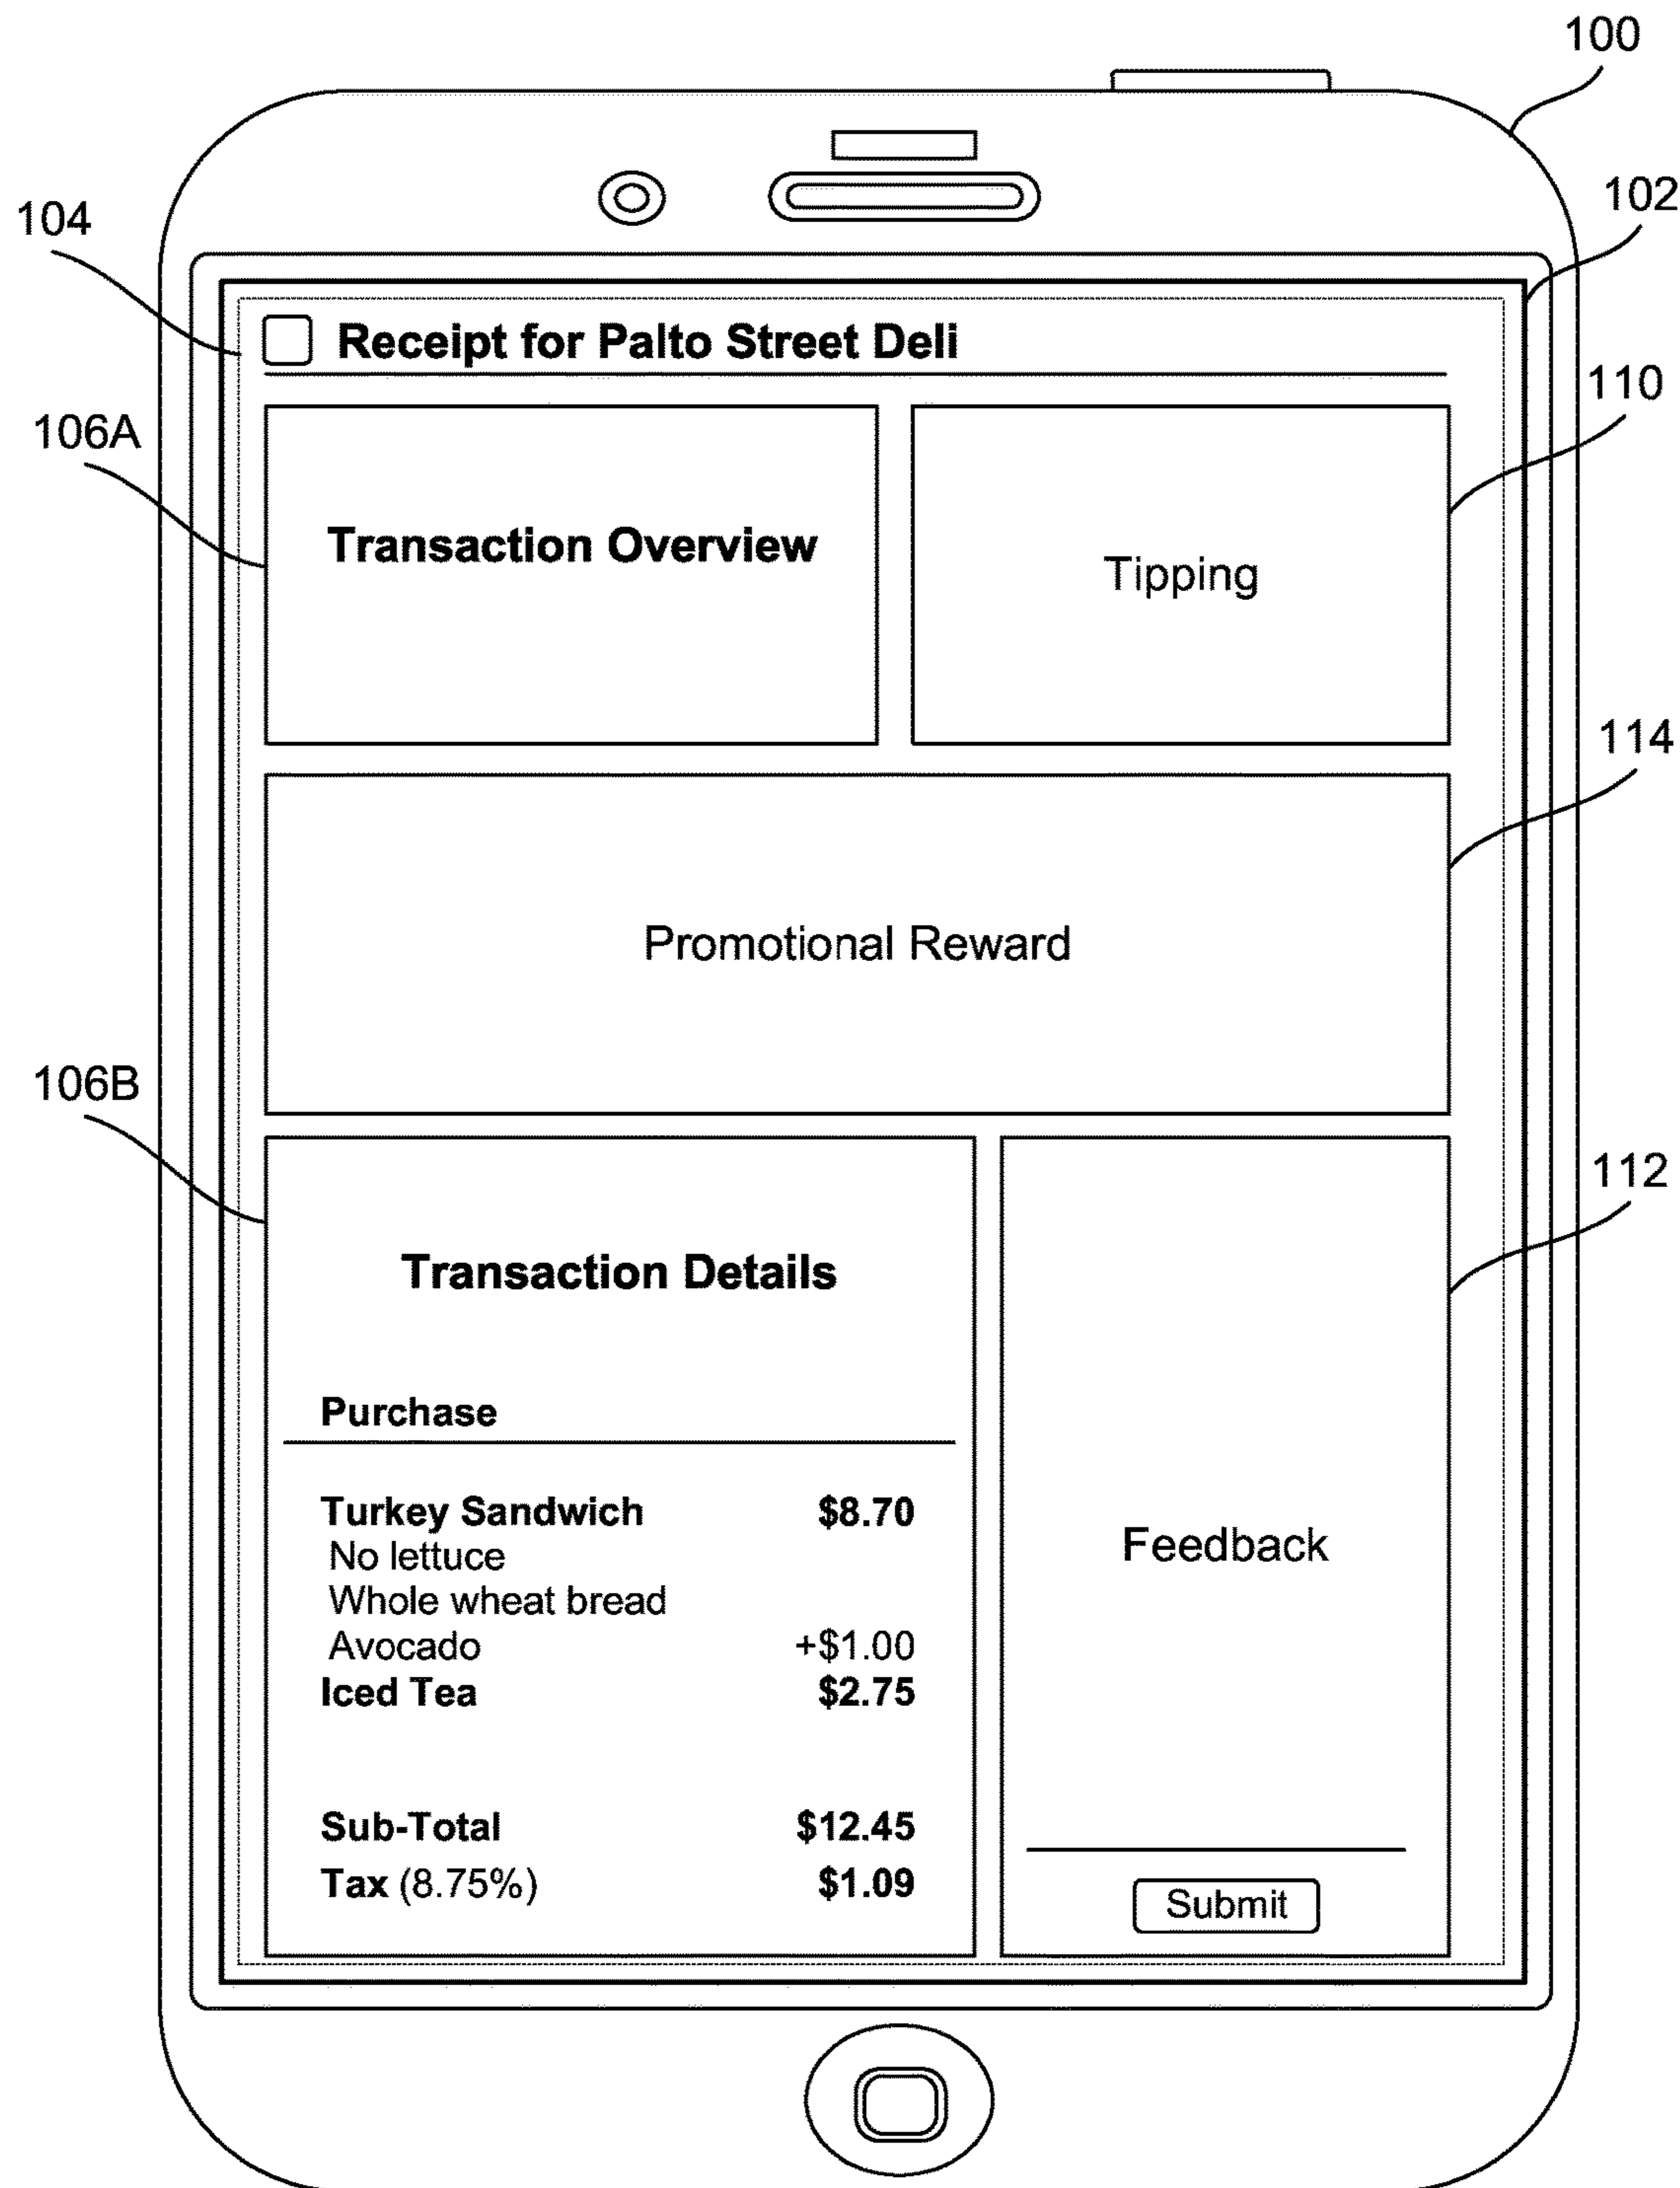 100
102
104
Receipt for Palto Street Deli
110
106A
Transaction Overview
Tipping
114
Promotional Reward
106B
112
Transaction Details
Purchase
Turkey Sandwich $8.70
No lettuce
Whole wheat bread
Avocado +$1.00
Iced Tea $2.75
Feedback
Sub-Total $12.45
Tax (8.75%) $1.09
Submit